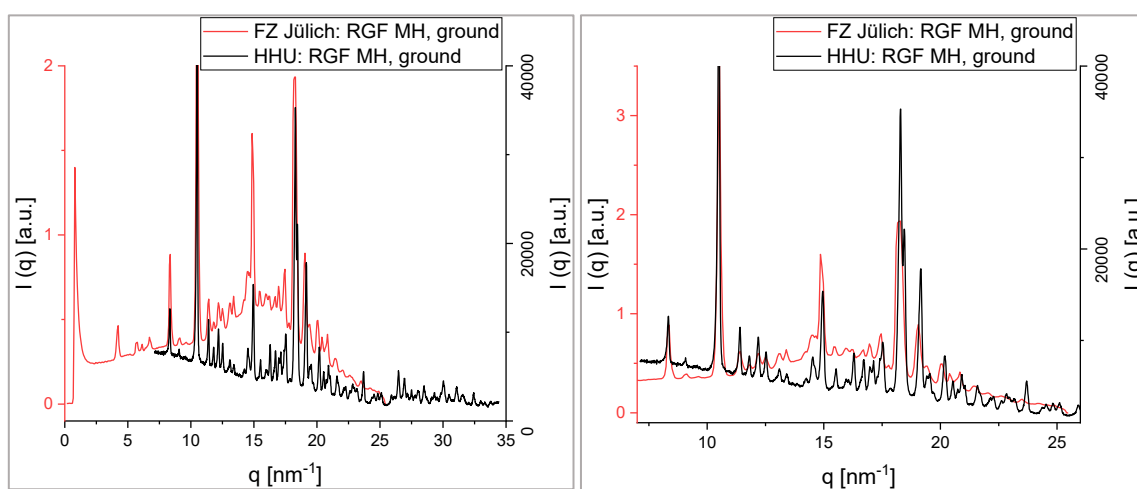 FZ Jülich: RGF MH, ground
HHU: RGF MH, ground
2
1
0
I (q) [a.u.]
40000
20000
0
I (q) [a.u.]
0 5 10 15 20 25 30 34.5
q [nm⁻¹]
FZ Jülich: RGF MH, ground
HHU: RGF MH, ground
3
2
1
0
I (q) [a.u.]
40000
20000
I (q) [a.u.]
10 15 20 25
q [nm⁻¹]